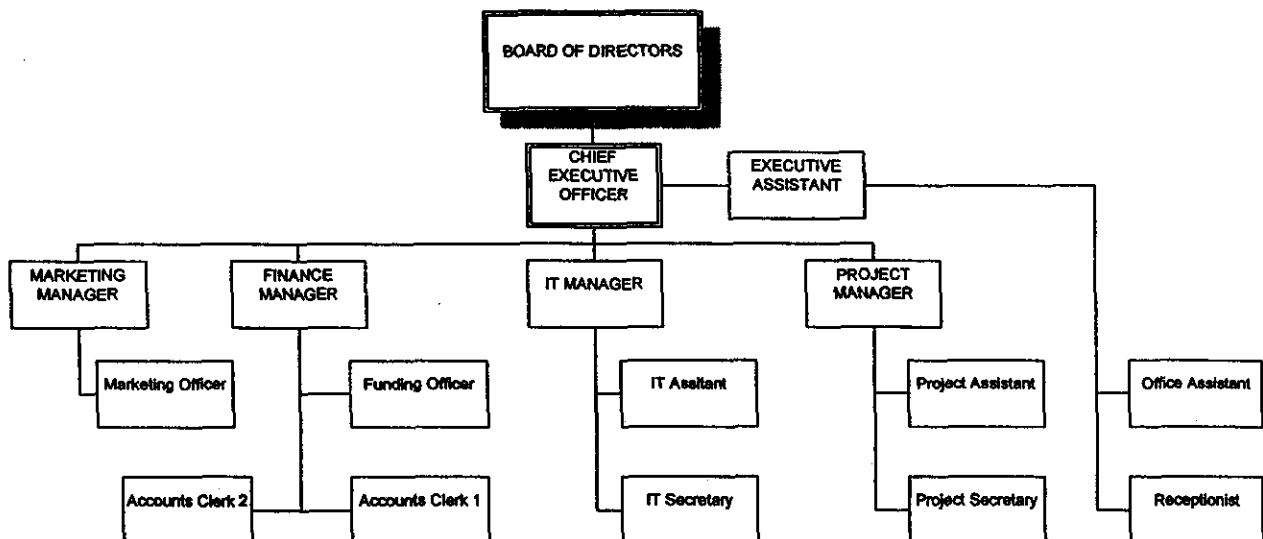 BOARD OF DIRECTORS
CHIEF
EXECUTIVE
OFFICER
EXECUTIVE
ASSISTANT
MARKETING
MANAGER
FINANCE
MANAGER
IT MANAGER
PROJECT
MANAGER
Marketing Officer
Funding Officer
IT Assitant
Project Assistant
Office Assistant
Accounts Clerk 2
Accounts Clerk 1
IT Secretary
Project Secretary
Receptionist